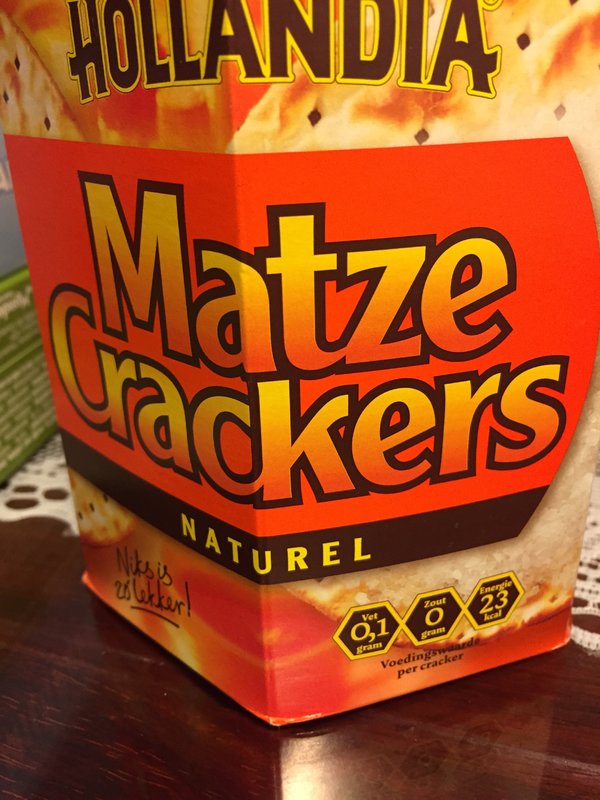 HOLLANDIA
Matze
Crackers
NATUREL
Niks is
zó lekker!
Vet
0,1
gram
Zout
0
gram
Energie
23
kcal
Voedingswaarde
per cracker